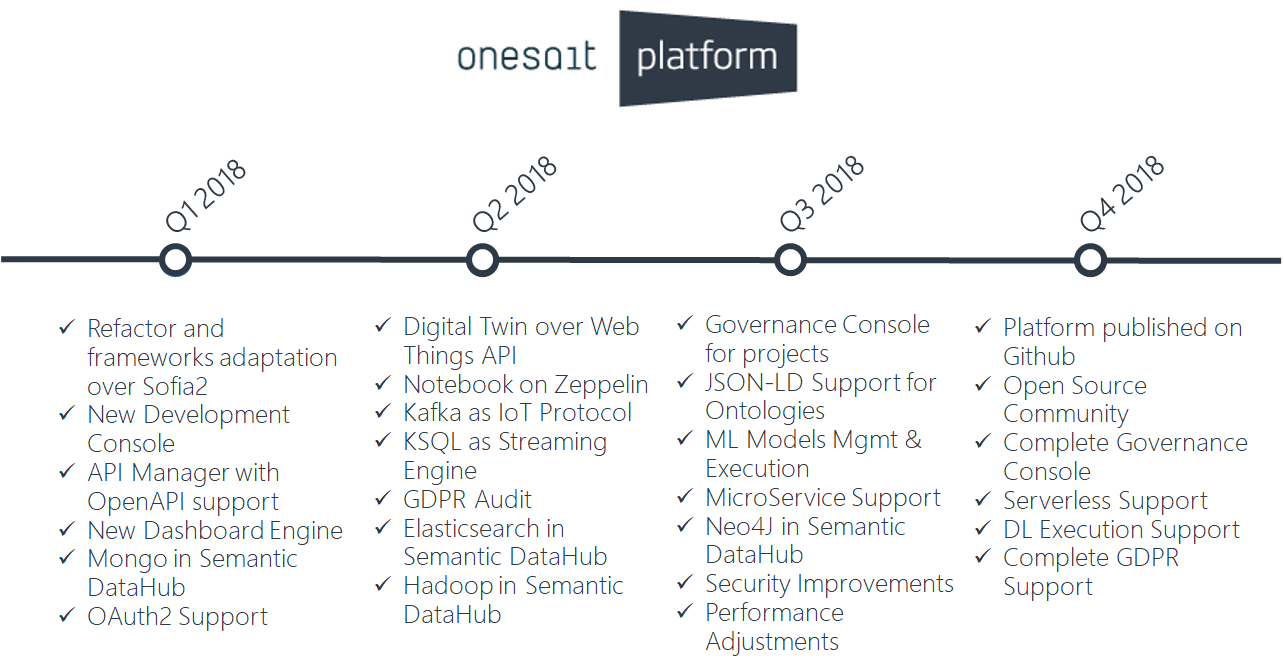 onesait platform
Q1 2018
Q2 2018
Q3 2018
Q4 2018
✓ Refactor and
frameworks adaptation
over Sofia2
✓ New Development
Console
✓ API Manager with
OpenAPI support
✓ New Dashboard Engine
✓ Mongo in Semantic
DataHub
✓ OAuth2 Support
✓ Digital Twin over Web
Things API
✓ Notebook on Zeppelin
✓ Kafka as IoT Protocol
✓ KSQL as Streaming
Engine
✓ GDPR Audit
✓ Elasticsearch in
Semantic DataHub
✓ Hadoop in Semantic
DataHub
✓ Governance Console
for projects
✓ JSON-LD Support for
Ontologies
✓ ML Models Mgmt &
Execution
✓ MicroService Support
✓ Neo4J in Semantic
DataHub
✓ Security Improvements
✓ Performance
Adjustments
✓ Platform published on
Github
✓ Open Source
Community
✓ Complete Governance
Console
✓ Serverless Support
✓ DL Execution Support
✓ Complete GDPR
Support